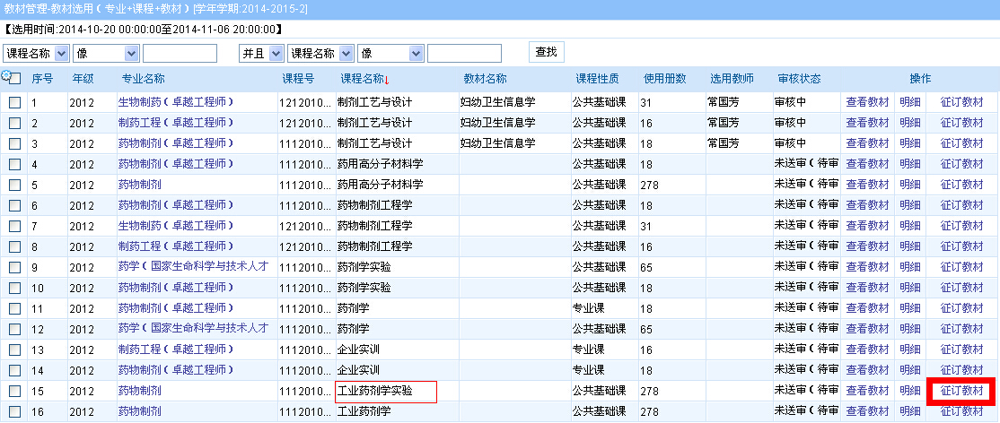 教材管理-教材选用(专业+课程+教材) [学年学期:2014-2015-2]
【选用时间:2014-10-20 00:00:00至2014-11-06 20:00:00】
课程名称 像 并且 课程名称 像 查找
序号 年级 专业名称 课程号 课程名称↓ 教材名称 课程性质 使用册数 选用教师 审核状态 操作
1 2012 生物制药(卓越工程师) 1212010... 制剂工艺与设计 妇幼卫生信息学 公共基础课 31 常国芳 审核中 查看教材 明细 征订教材
2 2012 制药工程(卓越工程师) 1212010... 制剂工艺与设计 妇幼卫生信息学 公共基础课 16 常国芳 审核中 查看教材 明细 征订教材
3 2012 药物制剂(卓越工程师) 1112010... 制剂工艺与设计 妇幼卫生信息学 公共基础课 18 常国芳 审核中 查看教材 明细 征订教材
4 2012 药物制剂(卓越工程师) 1112010... 药用高分子材料学 公共基础课 18 未送审(待审 查看教材 明细 征订教材
5 2012 药物制剂 1112010... 药用高分子材料学 公共基础课 278 未送审(待审 查看教材 明细 征订教材
6 2012 药物制剂(卓越工程师) 1112010... 药物制剂工程学 公共基础课 18 未送审(待审 查看教材 明细 征订教材
7 2012 生物制药(卓越工程师) 1212010... 药物制剂工程学 公共基础课 31 未送审(待审 查看教材 明细 征订教材
8 2012 制药工程(卓越工程师) 1212010... 药物制剂工程学 公共基础课 16 未送审(待审 查看教材 明细 征订教材
9 2012 药学(国家生命科学与技术人才 1112010... 药剂学实验 公共基础课 65 未送审(待审 查看教材 明细 征订教材
10 2012 药物制剂(卓越工程师) 1112010... 药剂学实验 公共基础课 18 未送审(待审 查看教材 明细 征订教材
11 2012 药物制剂(卓越工程师) 1112010... 药剂学 专业课 18 未送审(待审 查看教材 明细 征订教材
12 2012 药学(国家生命科学与技术人才 1112010... 药剂学 公共基础课 65 未送审(待审 查看教材 明细 征订教材
13 2012 制药工程(卓越工程师) 1212010... 企业实训 专业课 16 未送审(待审 查看教材 明细 征订教材
14 2012 药物制剂(卓越工程师) 1112010... 企业实训 专业课 18 未送审(待审 查看教材 明细 征订教材
15 2012 药物制剂 1112010... 工业药剂学实验 公共基础课 278 未送审(待审 查看教材 明细 征订教材
16 2012 药物制剂 1112010... 工业药剂学 公共基础课 278 未送审(待审 查看教材 明细 征订教材